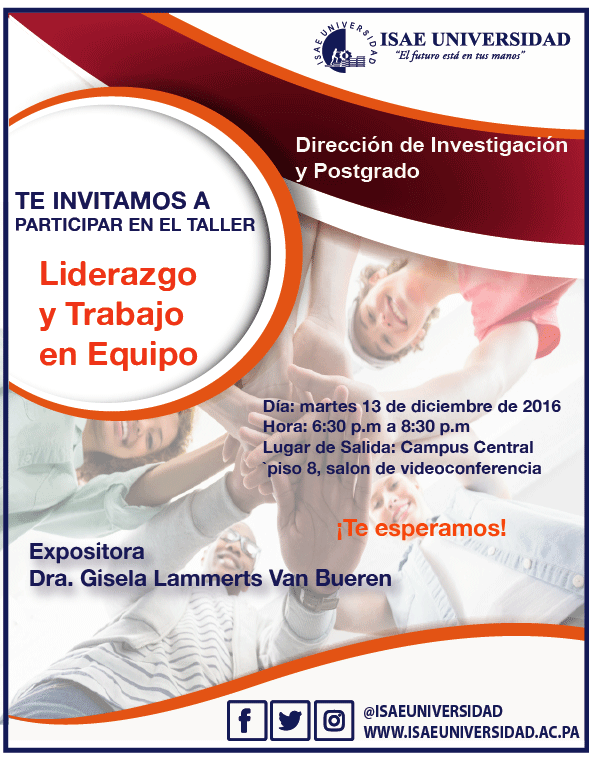 ISAE UNIVERSIDAD
ISAE UNIVERSIDAD
"El futuro está en tus manos"
Dirección de Investigación
y Postgrado
TE INVITAMOS A
PARTICIPAR EN EL TALLER
Liderazgo
y Trabajo
en Equipo
Día: martes 13 de diciembre de 2016
Hora: 6:30 p.m a 8:30 p.m
Lugar de Salida: Campus Central
`piso 8, salon de videoconferencia
¡Te esperamos!
Expositora
Dra. Gisela Lammerts Van Bueren
@ISAEUNIVERSIDAD
WWW.ISAEUNIVERSIDAD.AC.PA